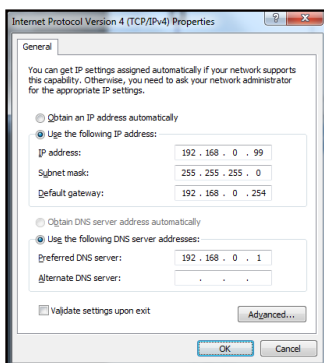 Internet Protocol Version 4 (TCP/IPv4) Properties
General
You can get IP settings assigned automatically if your network supports
this capability. Otherwise, you need to ask your network administrator
for the appropriate IP settings.
Obtain an IP address automatically
Use the following IP address:
IP address: 192 . 168 . 0 . 99
Subnet mask: 255 . 255 . 255 . 0
Default gateway: 192 . 168 . 0 . 254
Obtain DNS server address automatically
Use the following DNS server addresses:
Preferred DNS server: 192 . 168 . 0 . 1
Alternate DNS server: . . .
Validate settings upon exit
Advanced...
OK Cancel